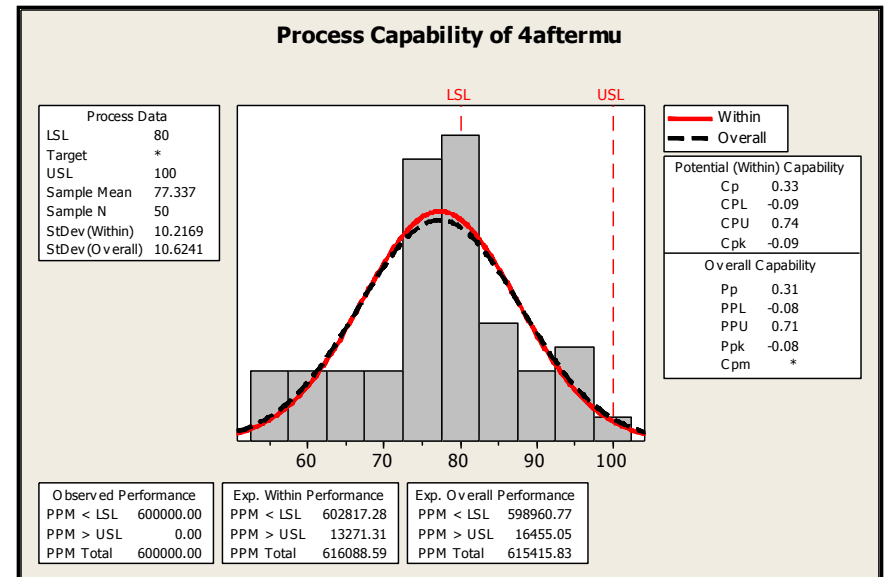 Process Capability of 4aftermu
LSL USL
Process Data
LSL 80
Target *
USL 100
Sample Mean 77.337
Sample N 50
StDev(Within) 10.2169
StDev(Overall) 10.6241
Within
Overall
Potential (Within) Capability
Cp 0.33
CPL -0.09
CPU 0.74
Cpk -0.09
Overall Capability
Pp 0.31
PPL -0.08
PPU 0.71
Ppk -0.08
Cpm *
60 70 80 90 100
Observed Performance
PPM < LSL 600000.00
PPM > USL 0.00
PPM Total 600000.00
Exp. Within Performance
PPM < LSL 602817.28
PPM > USL 13271.31
PPM Total 616088.59
Exp. Overall Performance
PPM < LSL 598960.77
PPM > USL 16455.05
PPM Total 615415.83